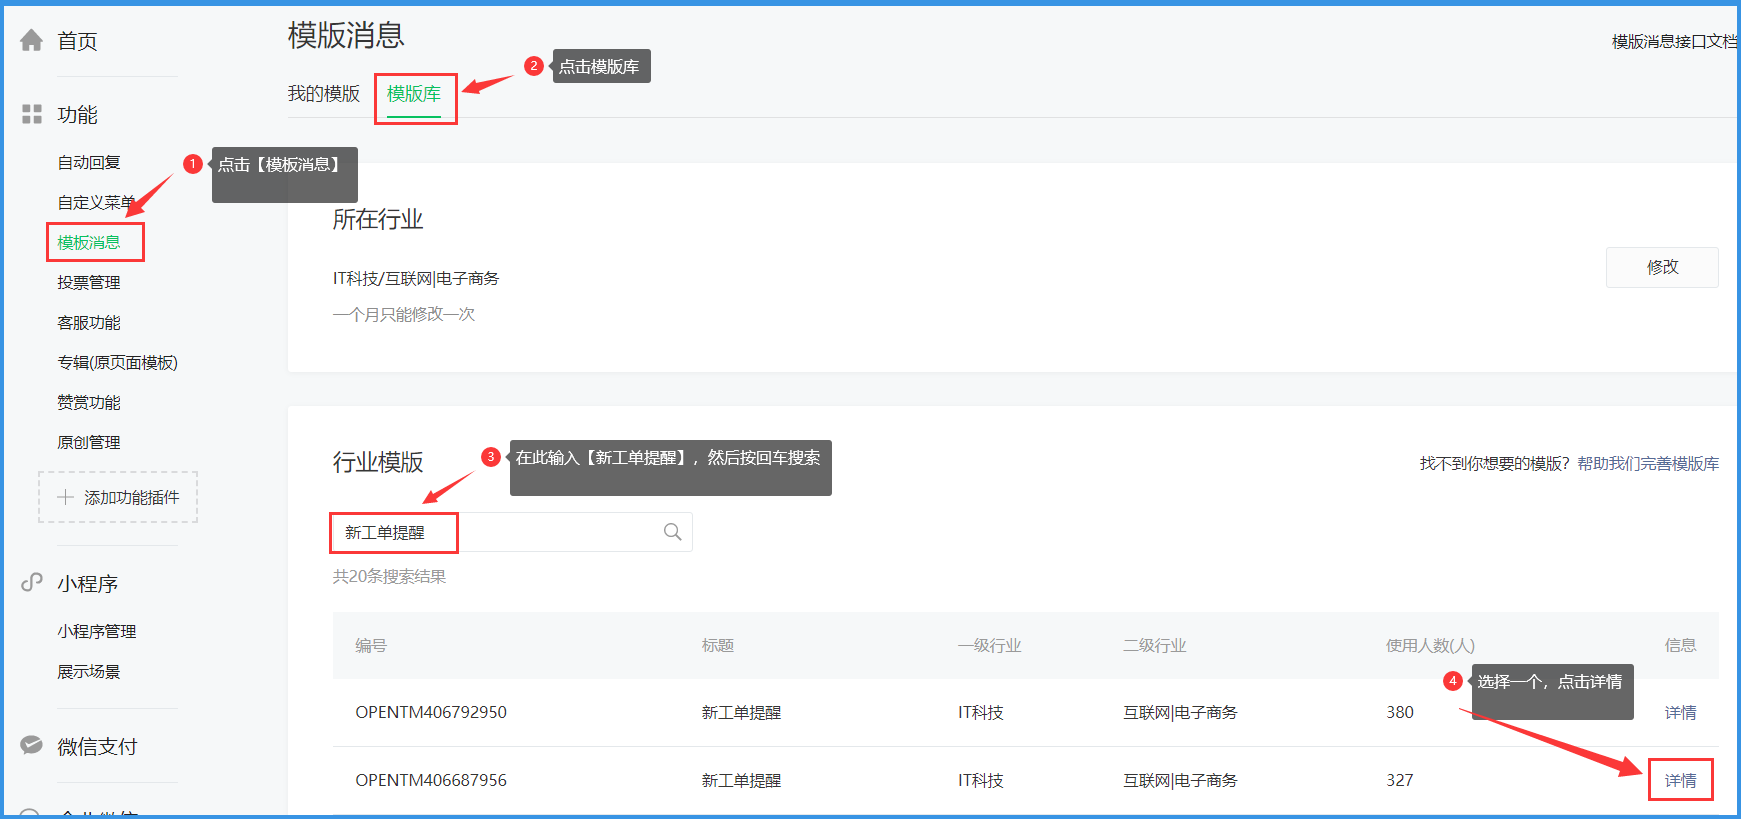 首页
功能
自动回复
自定义菜单
模板消息
投票管理
客服功能
专辑(原页面模板)
赞赏功能
原创管理
添加功能插件
小程序
小程序管理
展示场景
微信支付
模版消息
模版消息接口文档
我的模版
模版库
2 点击模版库
1 点击【模板消息】
所在行业
IT科技/互联网|电子商务
一个月只能修改一次
修改
行业模版
3 在此输入【新工单提醒】，然后按回车搜索
找不到你想要的模版？帮助我们完善模版库
新工单提醒
共20条搜索结果
编号 标题 一级行业 二级行业 使用人数(人) 信息
4 选择一个，点击详情
OPENTM406792950 新工单提醒 IT科技 互联网|电子商务 380 详情
OPENTM406687956 新工单提醒 IT科技 互联网|电子商务 327 详情